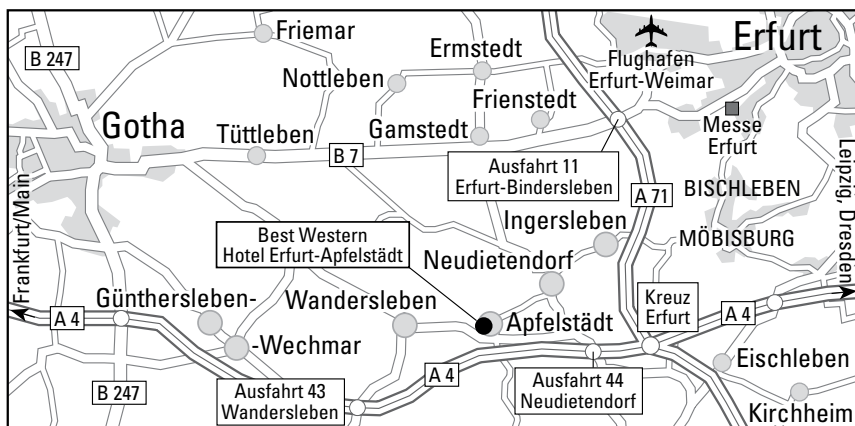 Friemar
Ermstedt
Flughafen
Erfurt-Weimar
Erfurt
B 247
Nottleben
Frienstedt
Gotha
Tüttleben
Gamstedt
Messe
Erfurt
B 7
Ausfahrt 11
Erfurt-Bindersleben
Leipzig, Dresden
A 71
BISCHLEBEN
Ingersleben
MÖBISBURG
Frankfurt/Main
Best Western
Hotel Erfurt-Apfelstädt
Neudietendorf
Günthersleben-
Wandersleben
Kreuz
Erfurt
A 4
Apfelstädt
A 4
-Wechmar
Eischleben
B 247
Ausfahrt 43
Wandersleben
A 4
Ausfahrt 44
Neudietendorf
Kirchheim